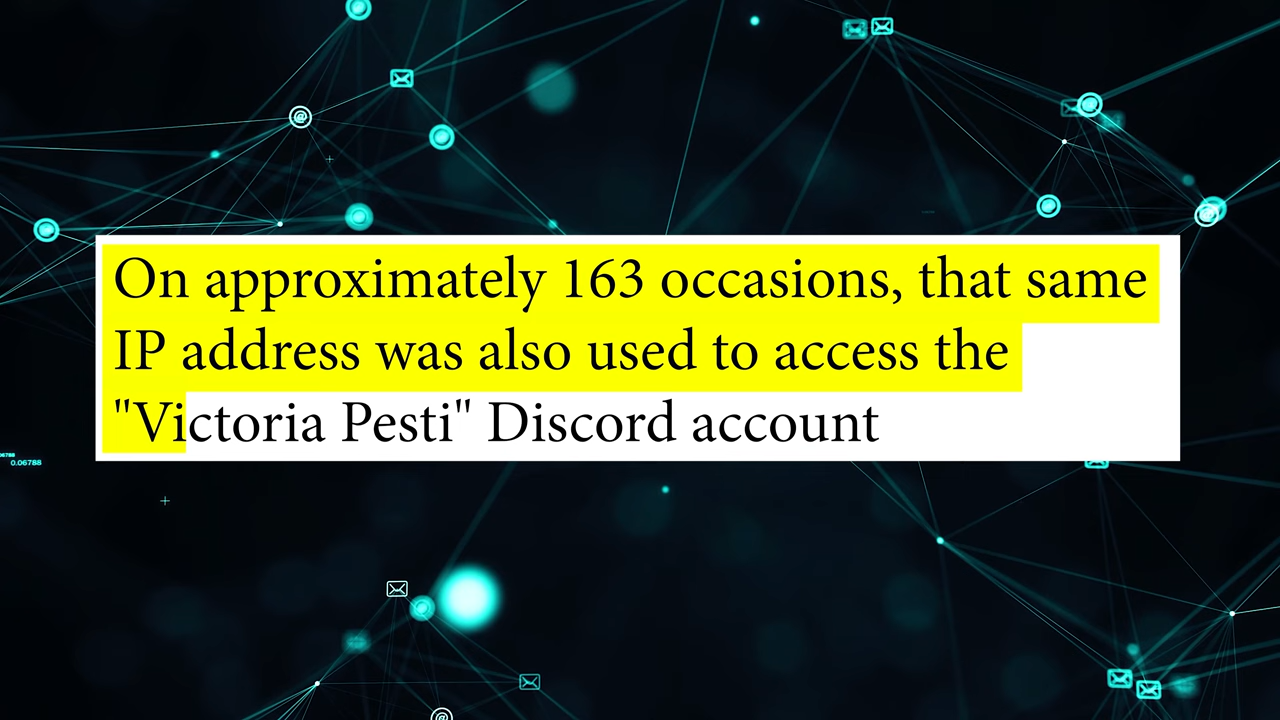 On approximately 163 occasions, that same
IP address was also used to access the
"Victoria Pesti" Discord account
0.06788